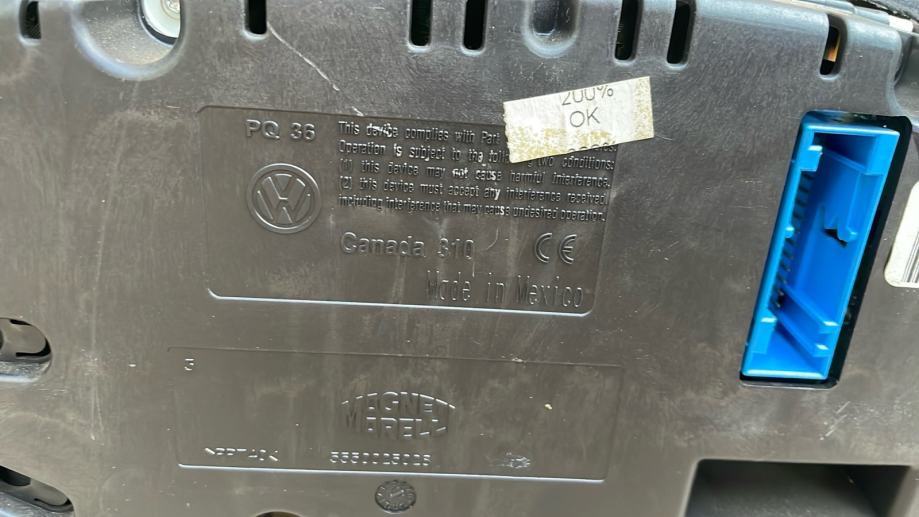 200%
OK
PQ 36
This device complies with Part
Operation is subject to the two conditions
(1) this device may not cause harmful interference.
(2) this device must accept any interference received,
including interference that may cause undesired operation.
Canada 310
CE
Made in Mexico
3
MAGNETI
MARELLI
5550025026